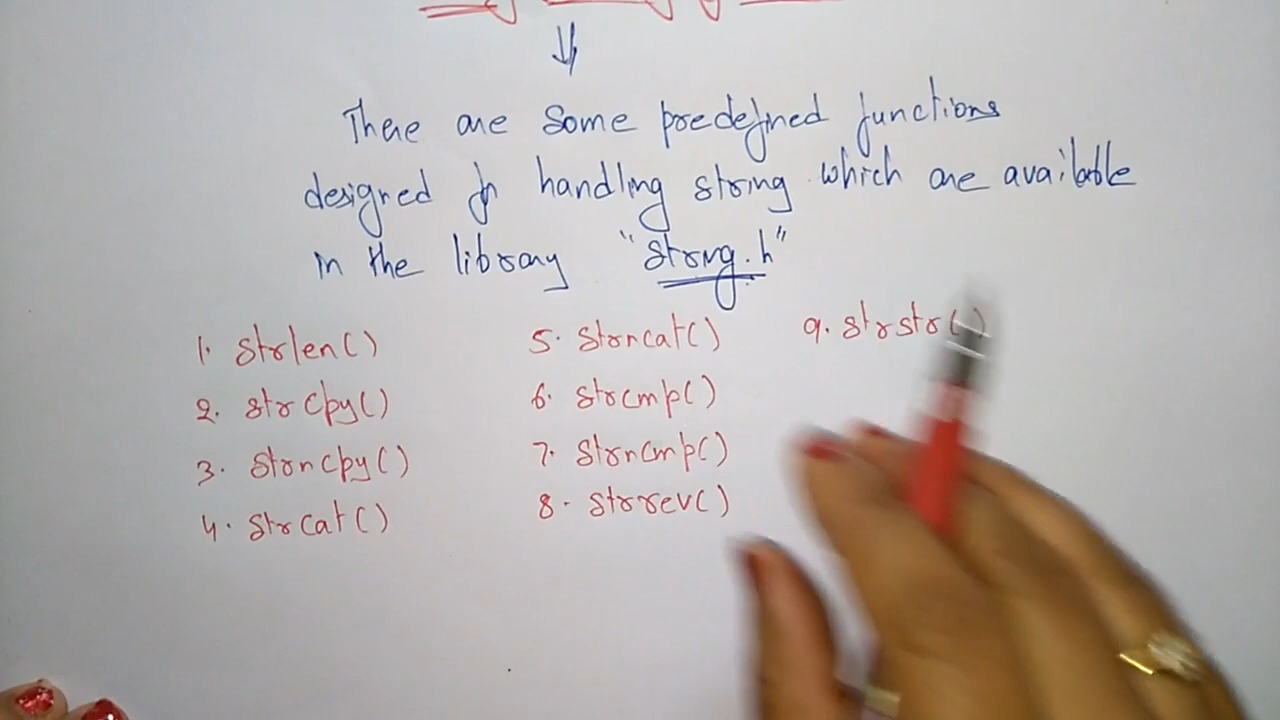 There are some predefined functions
designed for handling string which are available
in the library "string.h"
1. strlen()
2. strcpy()
3. strncpy()
4. strcat()
5. strncat()
6. strcmp()
7. strncmp()
8. strrev()
9. strstr()